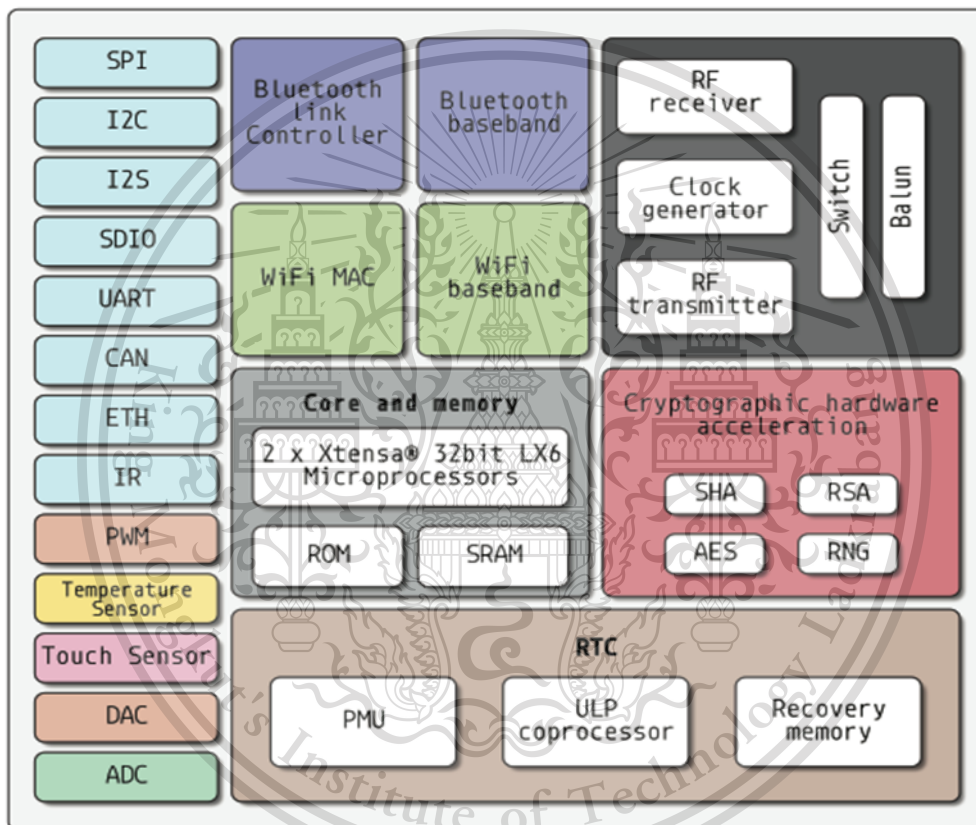 SPI
I2C
I2S
SDIO
UART
CAN
ETH
IR
PWM
Temperature
Sensor
Touch Sensor
DAC
ADC
Bluetooth
link
Controller
Bluetooth
baseband
WiFi MAC
WiFi
baseband
RF
receiver
Clock
generator
RF
transmitter
Switch
Balun
Core and memory
2 x Xtensa® 32bit LX6
Microprocessors
ROM
SRAM
Cryptographic hardware
acceleration
SHA
RSA
AES
RNG
RTC
PMU
ULP
coprocessor
Recovery
memory
King Mongkut's Institute of Technology Ladkrabang